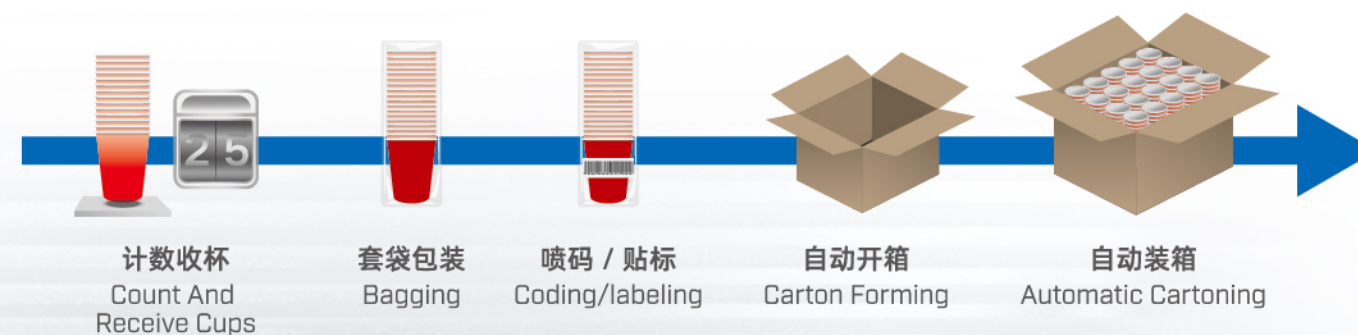 25
计数收杯
Count And
Receive Cups
套袋包装
Bagging
喷码 / 贴标
Coding/labeling
自动开箱
Carton Forming
自动装箱
Automatic Cartoning